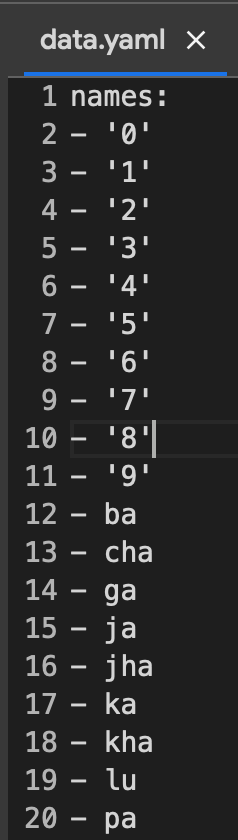 data.yaml ×
1 names:
2 - '0'
3 - '1'
4 - '2'
5 - '3'
6 - '4'
7 - '5'
8 - '6'
9 - '7'
10 - '8'
11 - '9'
12 - ba
13 - cha
14 - ga
15 - ja
16 - jha
17 - ka
18 - kha
19 - lu
20 - pa